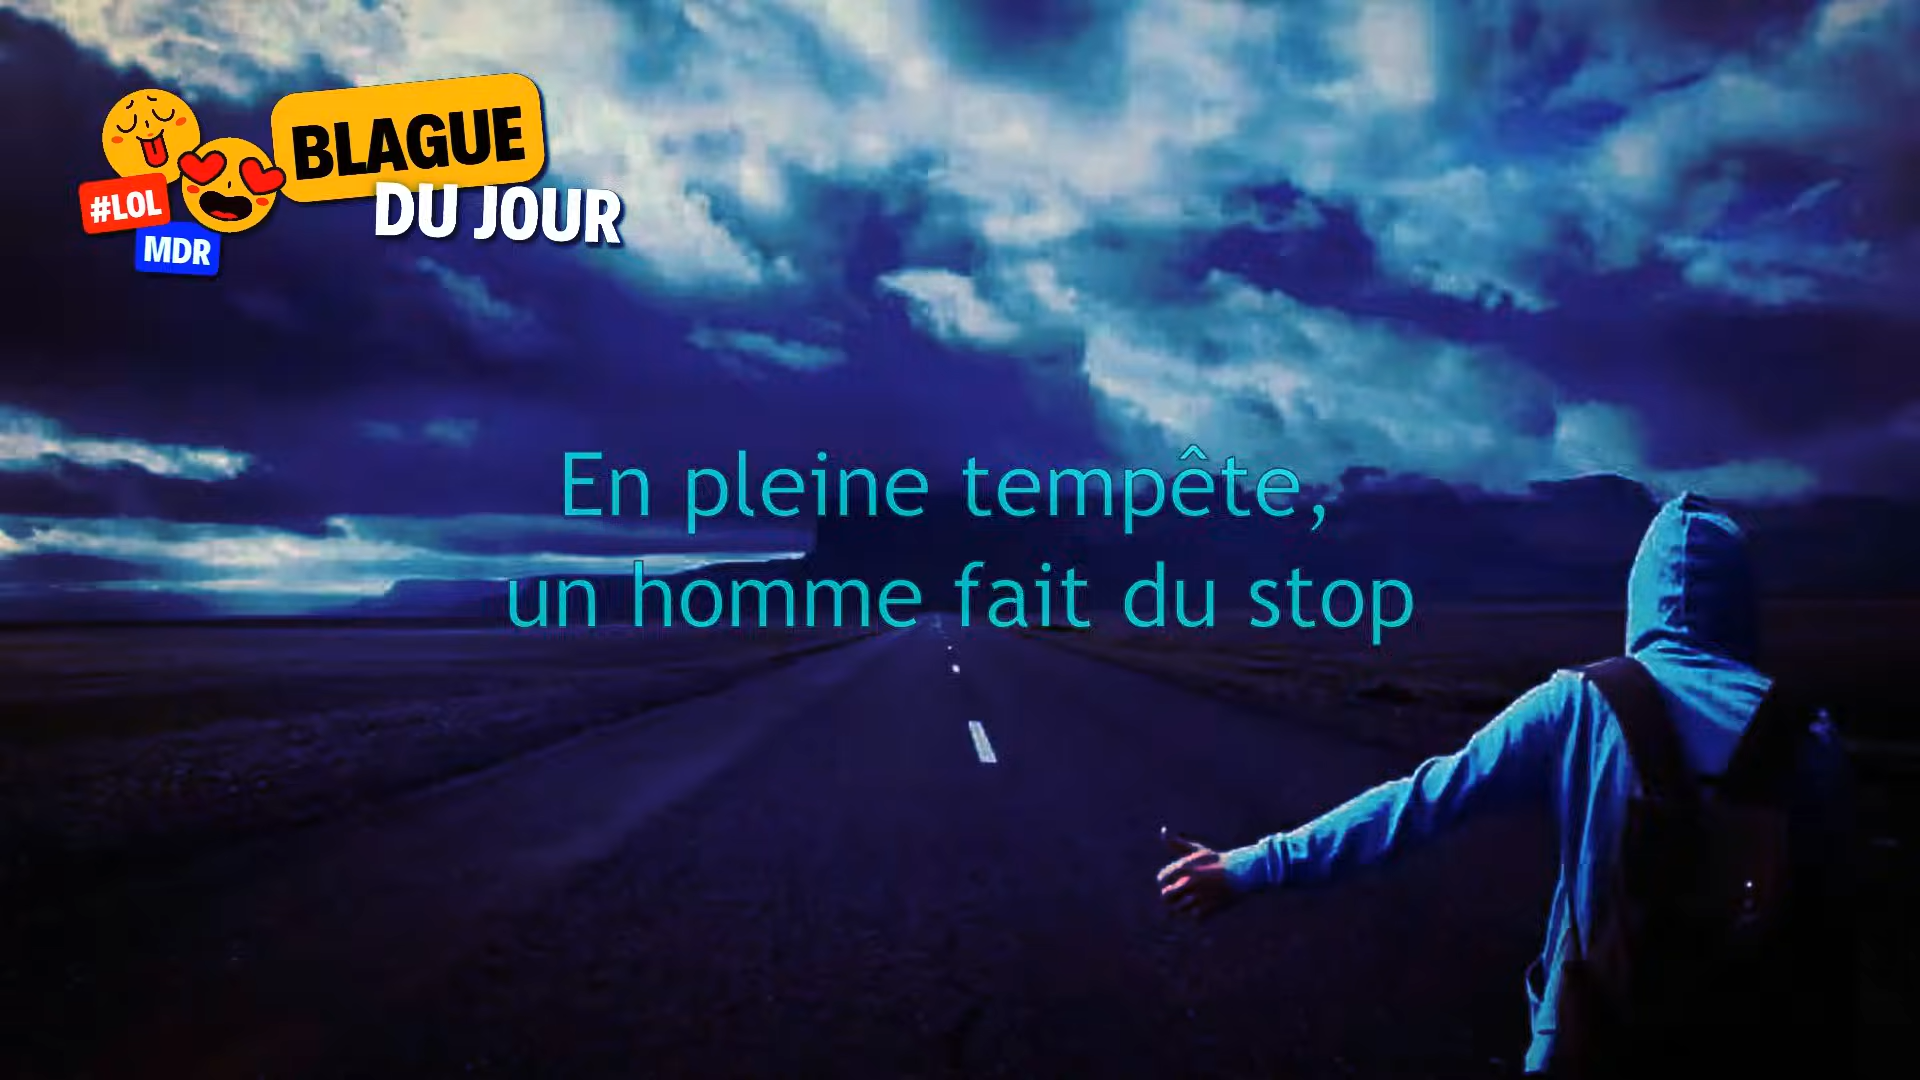 BLAGUE
DU JOUR
#LOL
MDR
En pleine tempête,
un homme fait du stop